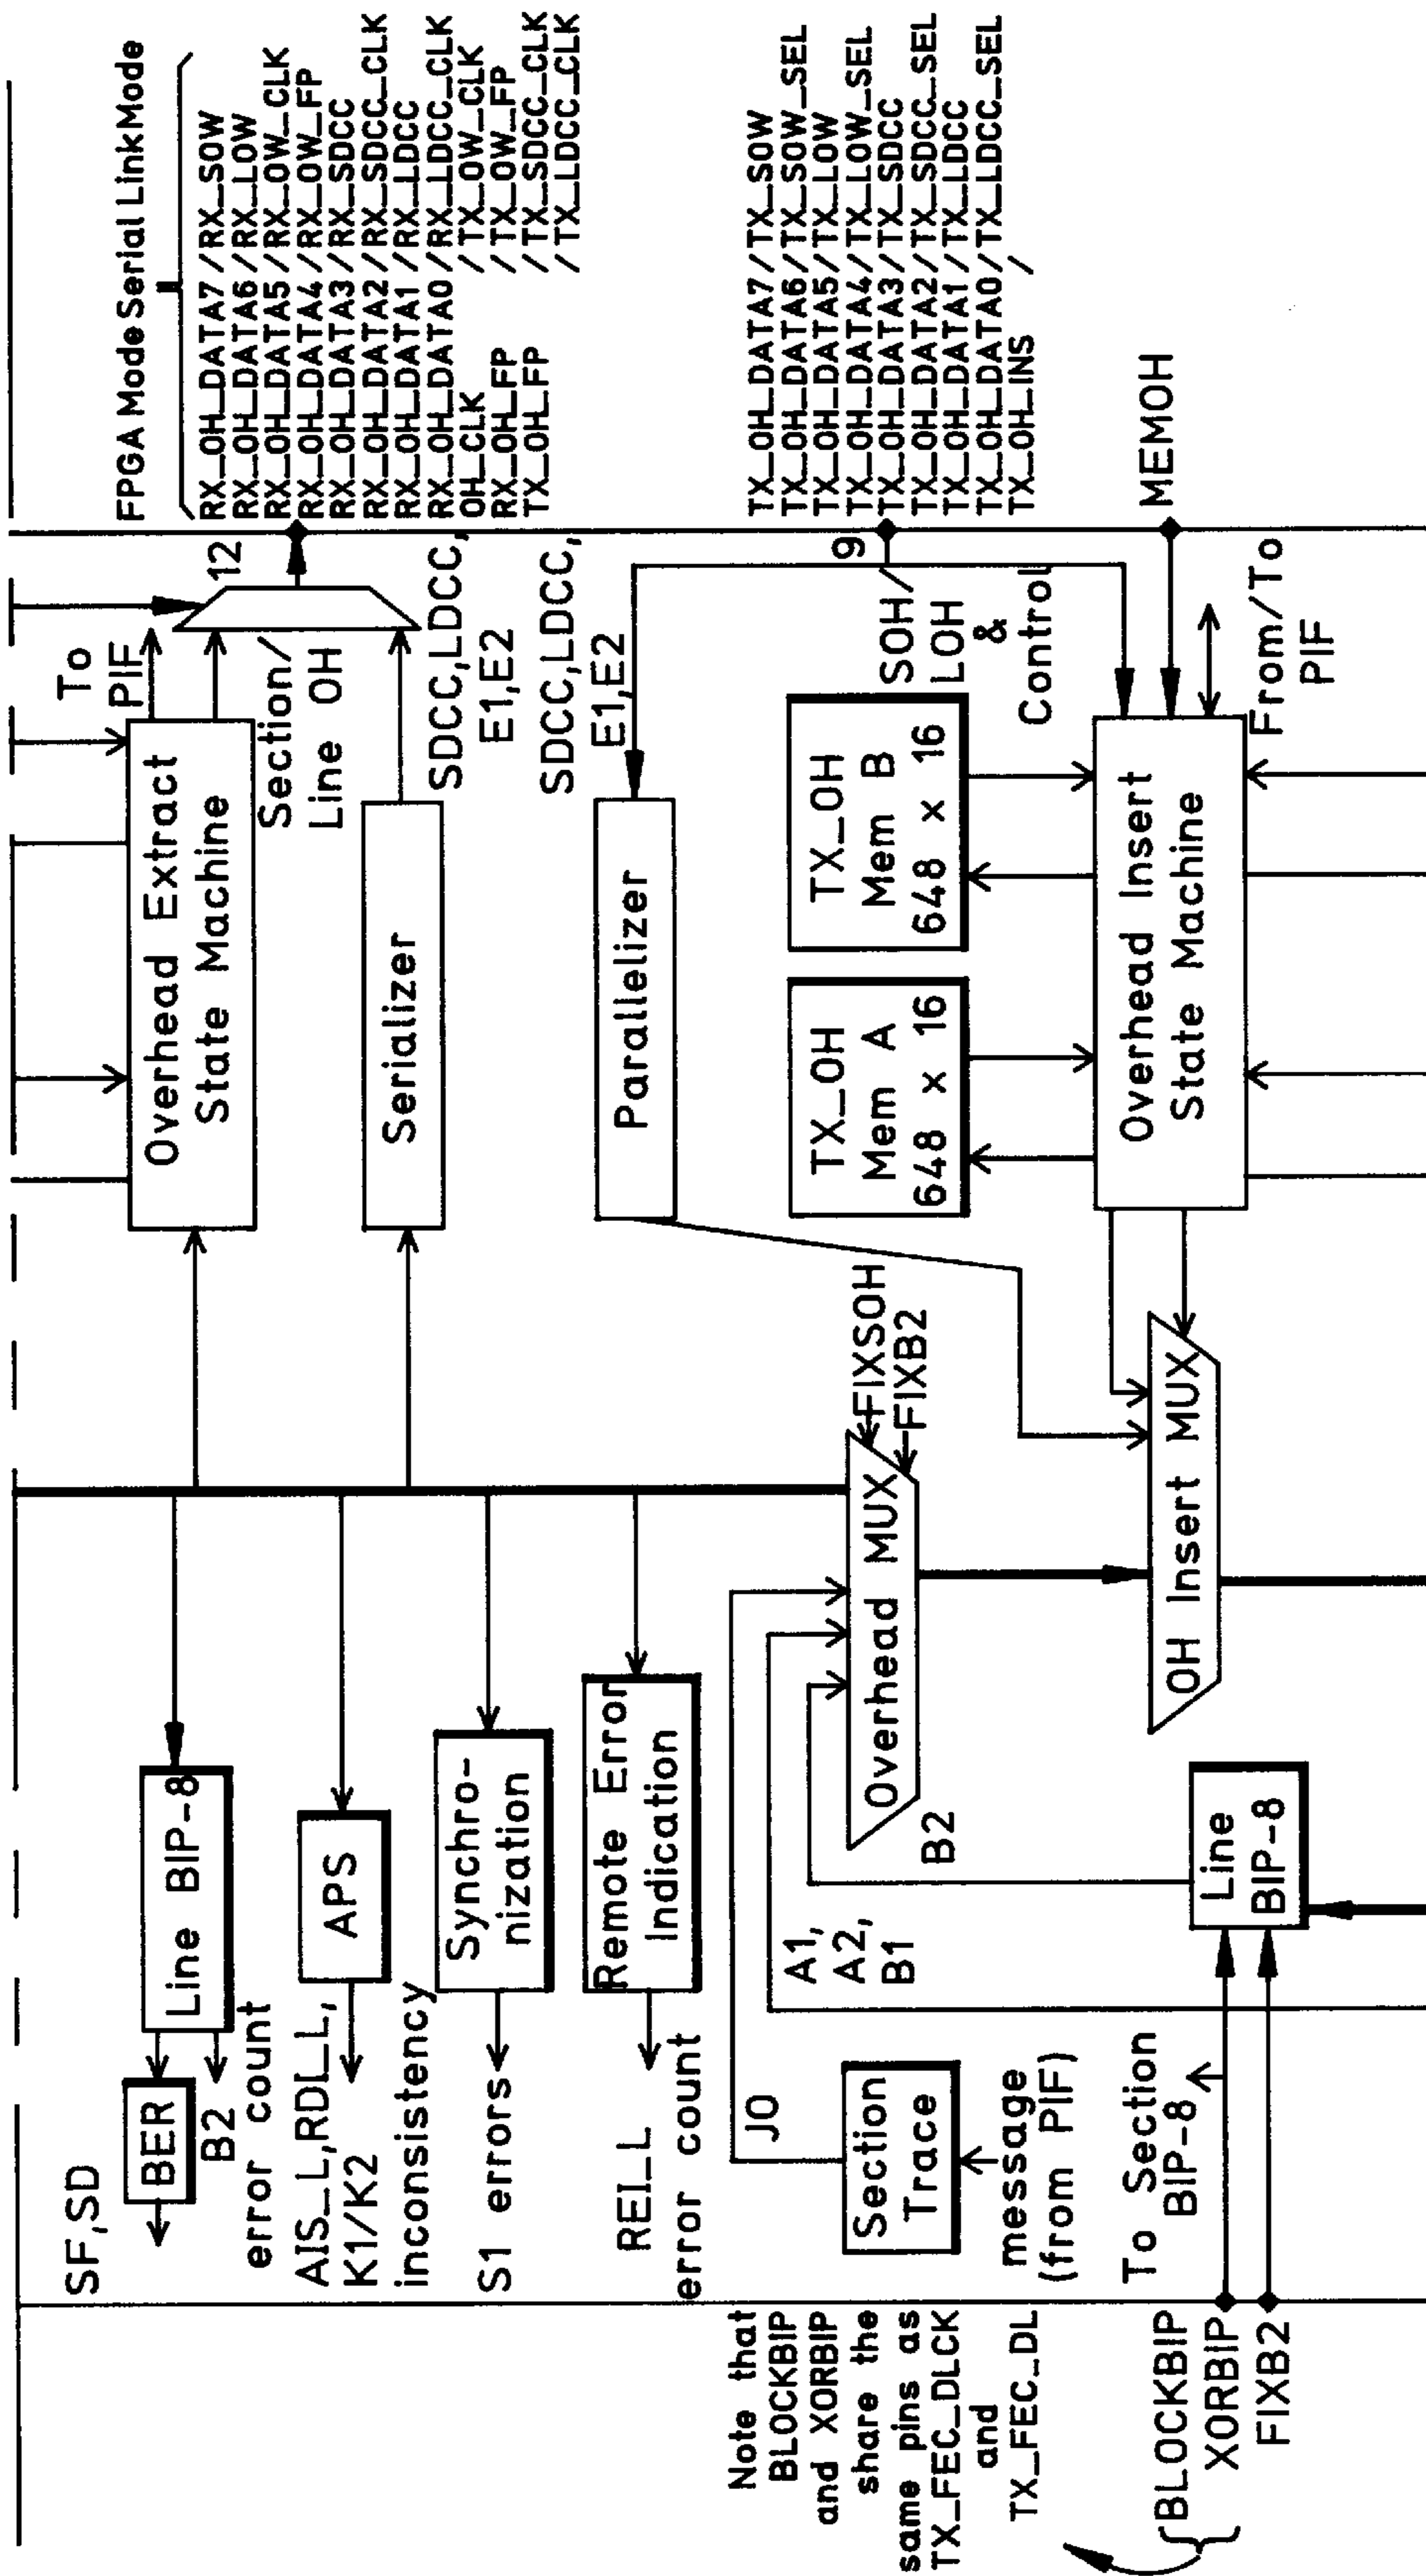 FPGA Mode Serial Link Mode
RX_OH_DATA7/RX_SOW
RX_OH_DATA6/RX_LOW
RX_OH_DATA5/RX_OW_CLK
RX_OH_DATA4/RX_OW_FP
RX_OH_DATA3/RX_SDCC
RX_OH_DATA2/RX_SDCC_CLK
RX_OH_DATA1/RX_LDCC
RX_OH_DATA0/RX_LDCC_CLK
OH_CLK /TX_OW_CLK
RX_OH_FP /TX_OW_FP
TX_OH_FP /TX_SDCC_CLK
/TX_LDCC_CLK
TX_OH_DATA7/TX_SOW
TX_OH_DATA6/TX_SOW_SEL
TX_OH_DATA5/TX_LOW
TX_OH_DATA4/TX_LOW_SEL
TX_OH_DATA3/TX_SDCC
TX_OH_DATA2/TX_SDCC_SEL
TX_OH_DATA1/TX_LDCC
TX_OH_DATA0/TX_LDCC_SEL
TX_OH_INS /
MEMOH
To
PIF
12
Section/
Line OH
SDCC,LDCC,
E1,E2
SDCC,LDCC,
E1,E2
9
SOH/
LOH
&
Control
From/To
PIF
Overhead Extract
State Machine
Serializer
Parallelizer
TX_OH
Mem B
648 x 16
TX_OH
Mem A
648 x 16
Overhead Insert
State Machine
FIXSOH
FIXB2
Overhead MUX
OH Insert MUX
Line BIP-8
BER
SF,SD
B2
error count
APS
AIS_L,RDI_L,
K1/K2
inconsistency
Synchro-
nization
S1 errors
Remote Error
Indication
REI_L
error count
B2
A1,
A2,
B1
Line
BIP-8
J0
Section
Trace
message
(from PIF)
To Section
BIP-8
Note that
BLOCKBIP
and XORBIP
share the
same pins as
TX_FEC_DLCK
and
TX_FEC_DL
BLOCKBIP
XORBIP
FIXB2